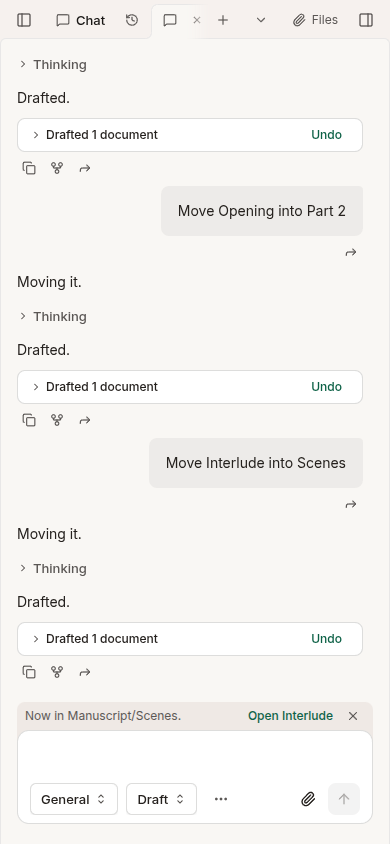 Chat
Files
Thinking
Drafted.
Drafted 1 document Undo
Move Opening into Part 2
Moving it.
Thinking
Drafted.
Drafted 1 document Undo
Move Interlude into Scenes
Moving it.
Thinking
Drafted.
Drafted 1 document Undo
Now in Manuscript/Scenes. Open Interlude
General Draft